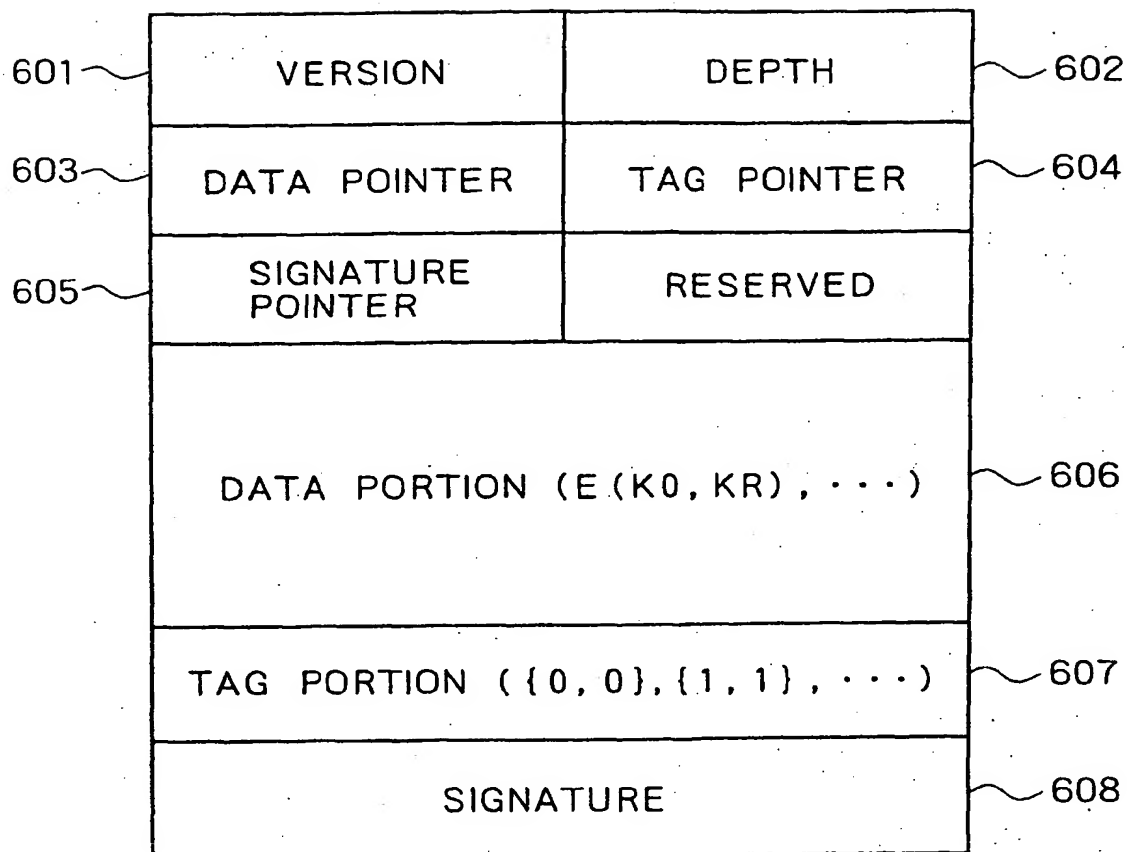 601 VERSION DEPTH 602
603 DATA POINTER TAG POINTER 604
605 SIGNATURE POINTER RESERVED
DATA PORTION (E(K0, KR), ···) 606
TAG PORTION ({0, 0}, {1, 1}, ···) 607
SIGNATURE 608